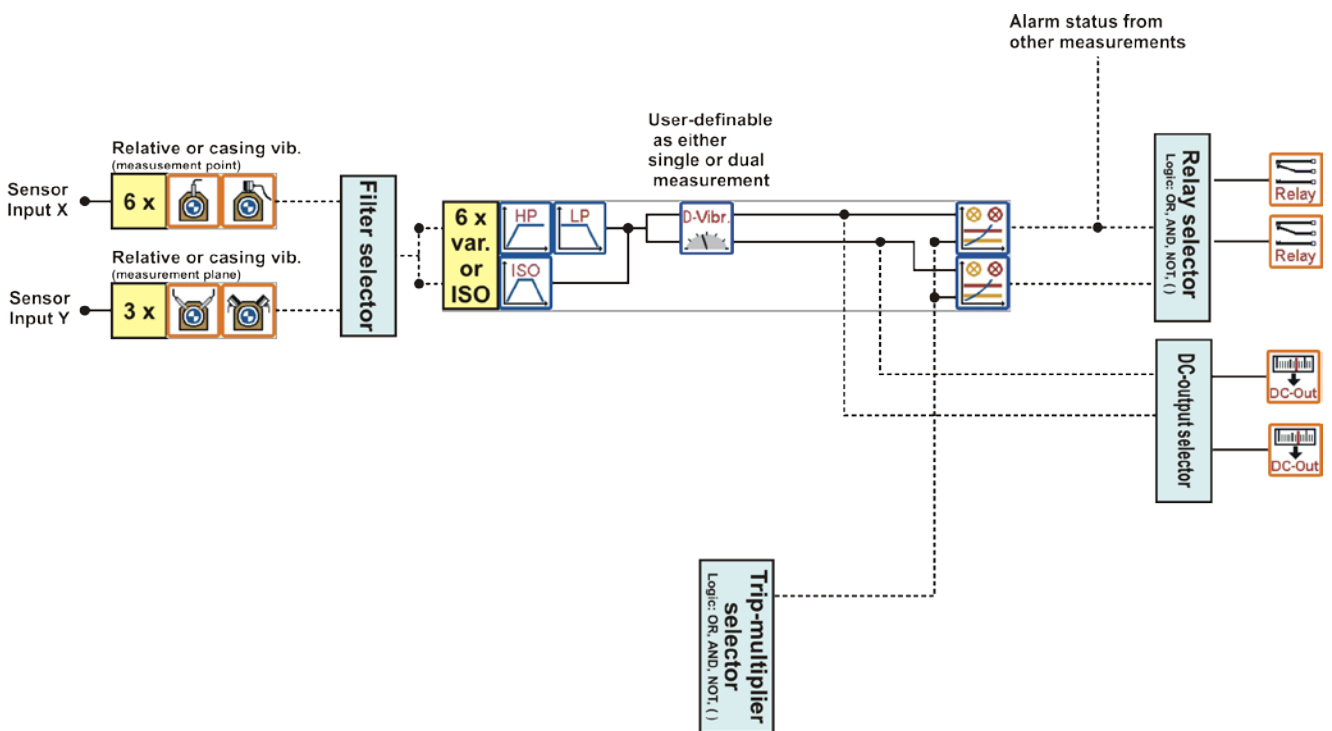 Alarm status from
other measurements
User-definable
as either
single or dual
measurement
Relative or casing vib.
(measusement point)
Sensor
Input X
6 x
Relative or casing vib.
(measurement plane)
Sensor
Input Y
3 x
Filter selector
6 x
var.
or
ISO
HP
LP
ISO
D-Vibr.
Relay selector
Logic: OR, AND, NOT, ( )
Relay
Relay
DC-output selector
DC-Out
DC-Out
Trip-multiplier
selector
Logic: OR, AND, NOT, ( )